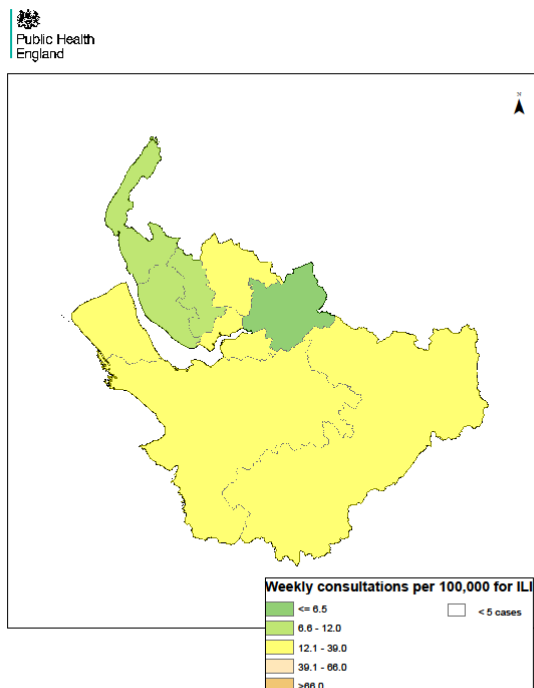 Public Health
England
Weekly consultations per 100,000 for ILI
<= 6.5
< 5 cases
6.6 - 12.0
12.1 - 39.0
39.1 - 66.0
>66.0